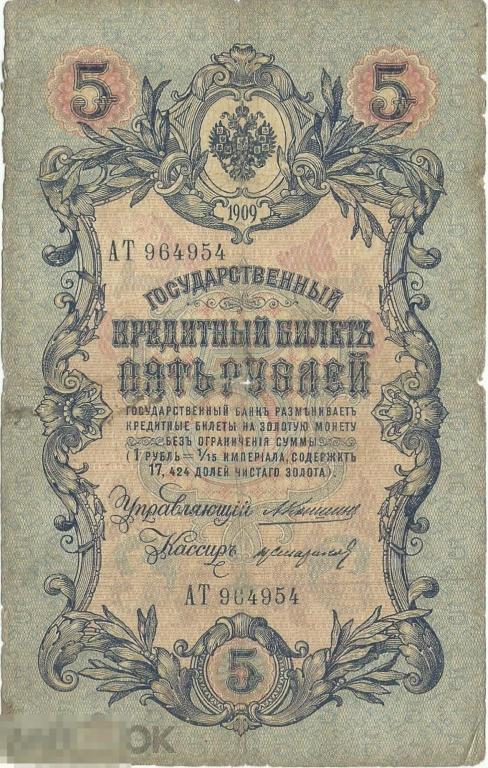 5 5
1909
АТ 964954
ГОСУДАРСТВЕННЫЙ
КРЕДИТНЫЙ БИЛЕТЪ
ПЯТЬ РУБЛЕЙ
ГОСУДАРСТВЕННЫЙ БАНКЪ РАЗМѢНИВАЕТЪ
КРЕДИТНЫЕ БИЛЕТЫ НА ЗОЛОТУЮ МОНЕТУ
БЕЗЪ ОГРАНИЧЕНІЯ СУММЫ
(1 РУБЛЬ = 1/15 ИМПЕРІАЛА, СОДЕРЖИТЪ
17, 424 ДОЛЕЙ ЧИСТАГО ЗОЛОТА).
Управляющій
Кассиръ
АТ 964954
5
ОК